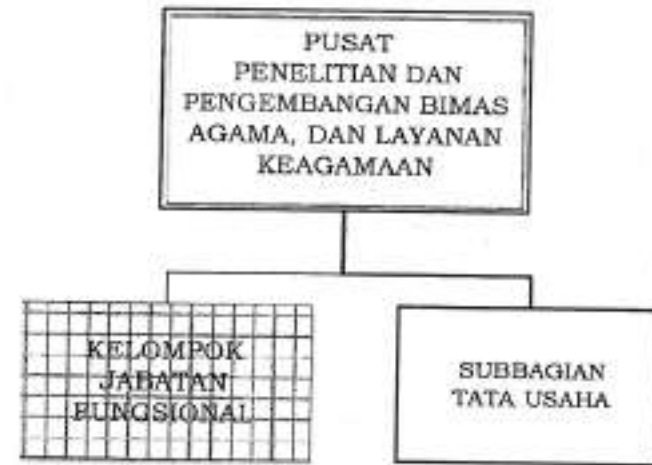 PUSAT
PENELITIAN DAN
PENGEMBANGAN BIMAS
AGAMA, DAN LAYANAN
KEAGAMAAN
KELOMPOK
JABATAN
FUNGSIONAL
SUBBAGIAN
TATA USAHA